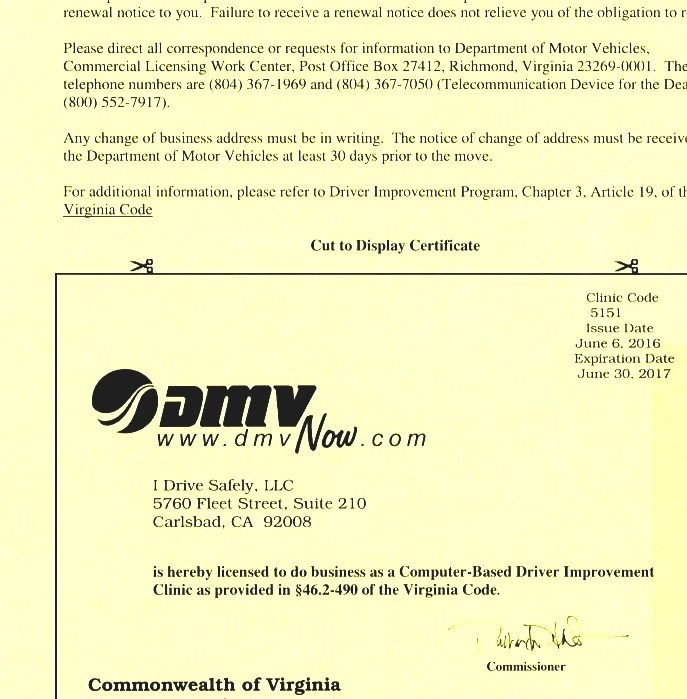 renewal notice to you. Failure to receive a renewal notice does not relieve you of the obligation to
Please direct all correspondence or requests for information to Department of Motor Vehicles,
Commercial Licensing Work Center, Post Office Box 27412, Richmond, Virginia 23269-0001. The
telephone numbers are (804) 367-1969 and (804) 367-7050 (Telecommunication Device for the Dea
(800) 552-7917).
Any change of business address must be in writing. The notice of change of address must be receive
the Department of Motor Vehicles at least 30 days prior to the move.
For additional information, please refer to Driver Improvement Program, Chapter 3, Article 19, of th
Virginia Code
Cut to Display Certificate
Clinic Code
5151
Issue Date
June 6, 2016
Expiration Date
June 30, 2017
DMV
www.dmvNow.com
I Drive Safely, LLC
5760 Fleet Street, Suite 210
Carlsbad, CA 92008
is hereby licensed to do business as a Computer-Based Driver Improvement
Clinic as provided in §46.2-490 of the Virginia Code.
Commissioner
Commonwealth of Virginia